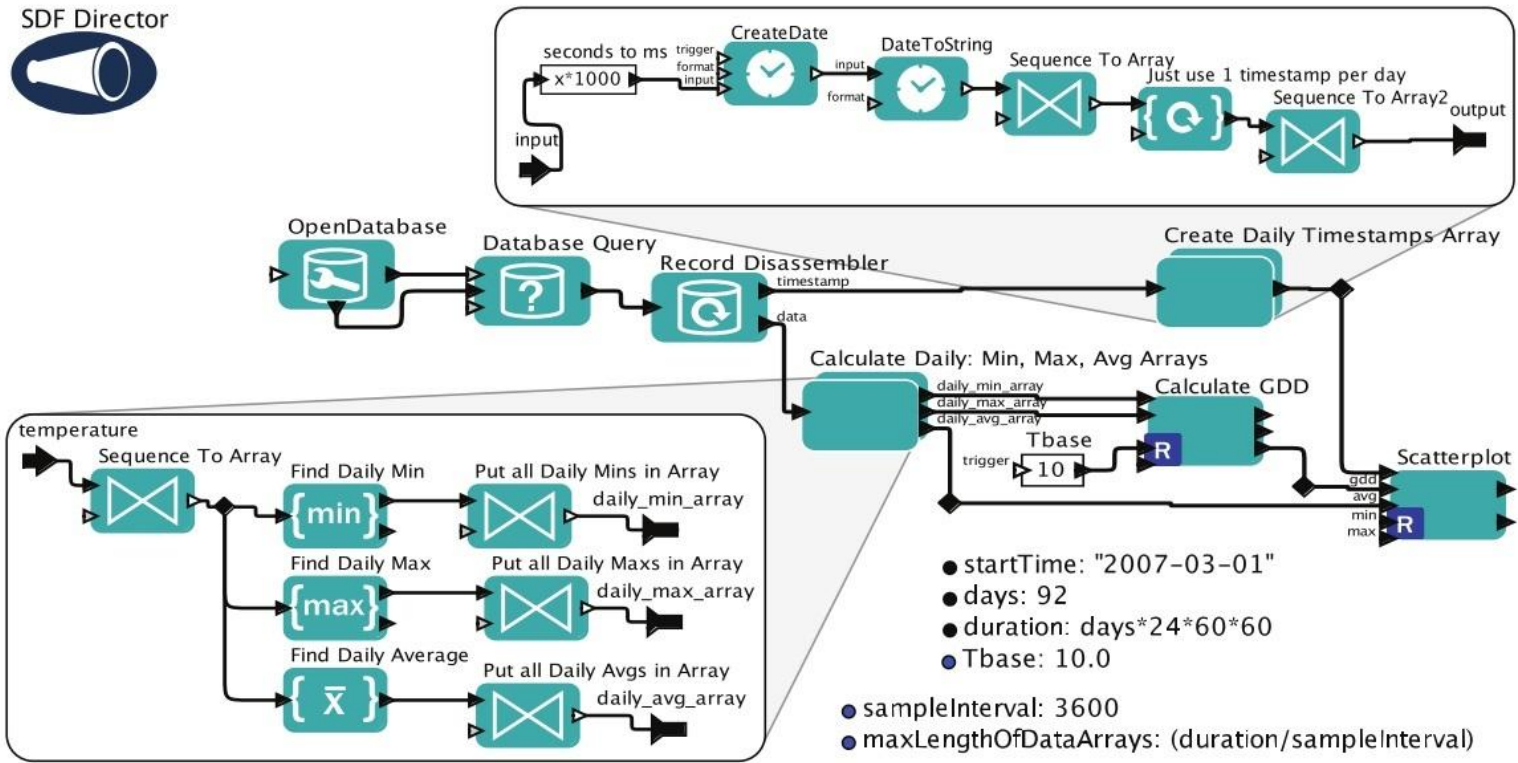 SDF Director
seconds to ms
x*1000
input
trigger
format
input
CreateDate
input
format
DateToString
Sequence To Array
Just use 1 timestamp per day
Sequence To Array2
output
OpenDatabase
Database Query
?
Record Disassembler
timestamp
data
Create Daily Timestamps Array
Calculate Daily: Min, Max, Avg Arrays
daily_min_array
daily_max_array
daily_avg_array
Calculate GDD
R
Tbase
trigger
10
Scatterplot
gdd
avg
min
max
R
temperature
Sequence To Array
Find Daily Min
{min}
Put all Daily Mins in Array
daily_min_array
Find Daily Max
{max}
Put all Daily Maxs in Array
daily_max_array
Find Daily Average
{x̄}
Put all Daily Avgs in Array
daily_avg_array
startTime: "2007-03-01"
days: 92
duration: days*24*60*60
Tbase: 10.0
sampleInterval: 3600
maxLengthOfDataArrays: (duration/sampleInterval)